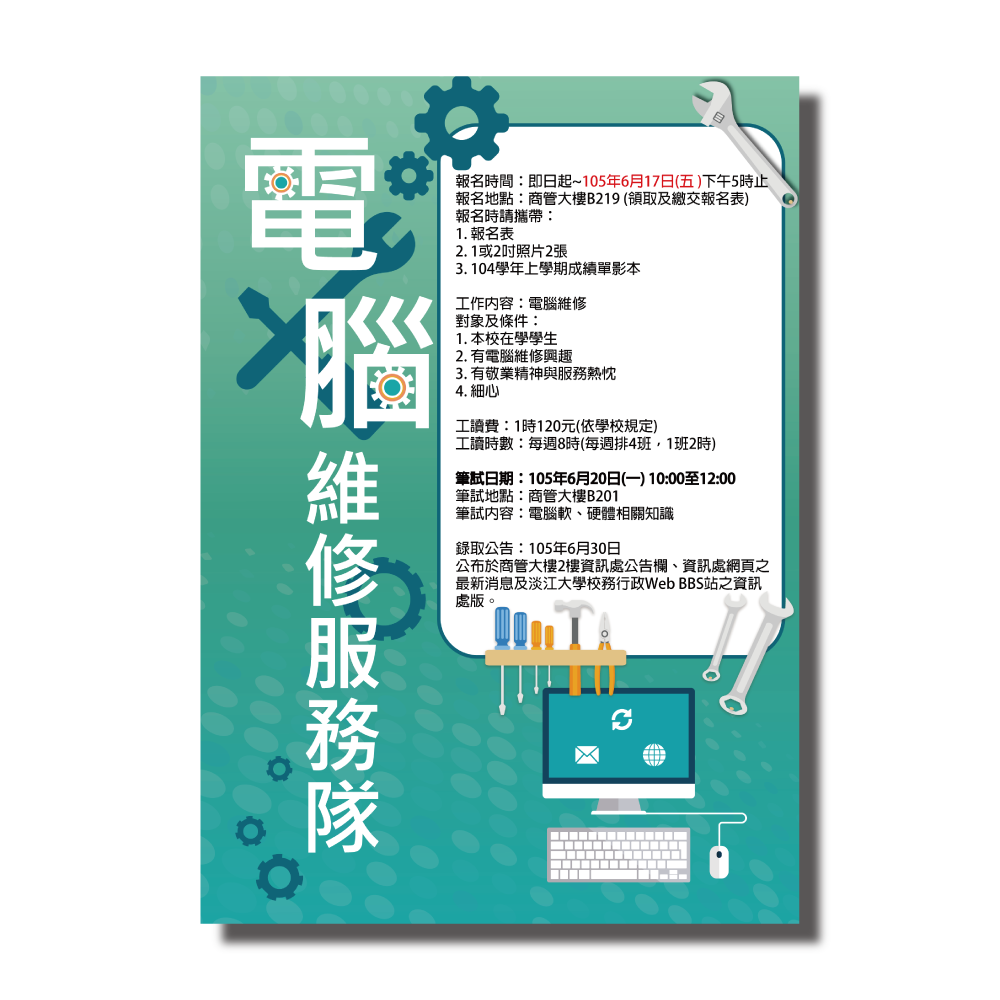 電腦維修服務隊
報名時間：即日起~105年6月17日(五 )下午5時止
報名地點：商管大樓B219 (領取及繳交報名表)
報名時請攜帶：
1. 報名表
2. 1或2吋照片2張
3. 104學年上學期成績單影本
工作內容：電腦維修
對象及條件：
1. 本校在學學生
2. 有電腦維修興趣
3. 有敬業精神與服務熱忱
4. 細心
工讀費：1時120元(依學校規定)
工讀時數：每週8時(每週排4班，1班2時)
筆試日期：105年6月20日(一) 10:00至12:00
筆試地點：商管大樓B201
筆試內容：電腦軟、硬體相關知識
錄取公告：105年6月30日
公布於商管大樓2樓資訊處公告欄、資訊處網頁之
最新消息及淡江大學校務行政Web BBS站之資訊
處版。